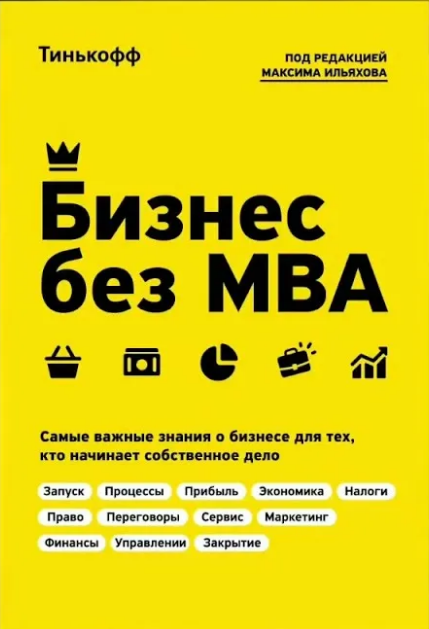 Тинькофф
ПОД РЕДАКЦИЕЙ
МАКСИМА ИЛЬЯХОВА
Бизнес
без МВА
Самые важные знания о бизнесе для тех,
кто начинает собственное дело
Запуск Процессы Прибыль Экономика Налоги
Право Переговоры Сервис Маркетинг
Финансы Управлении Закрытие